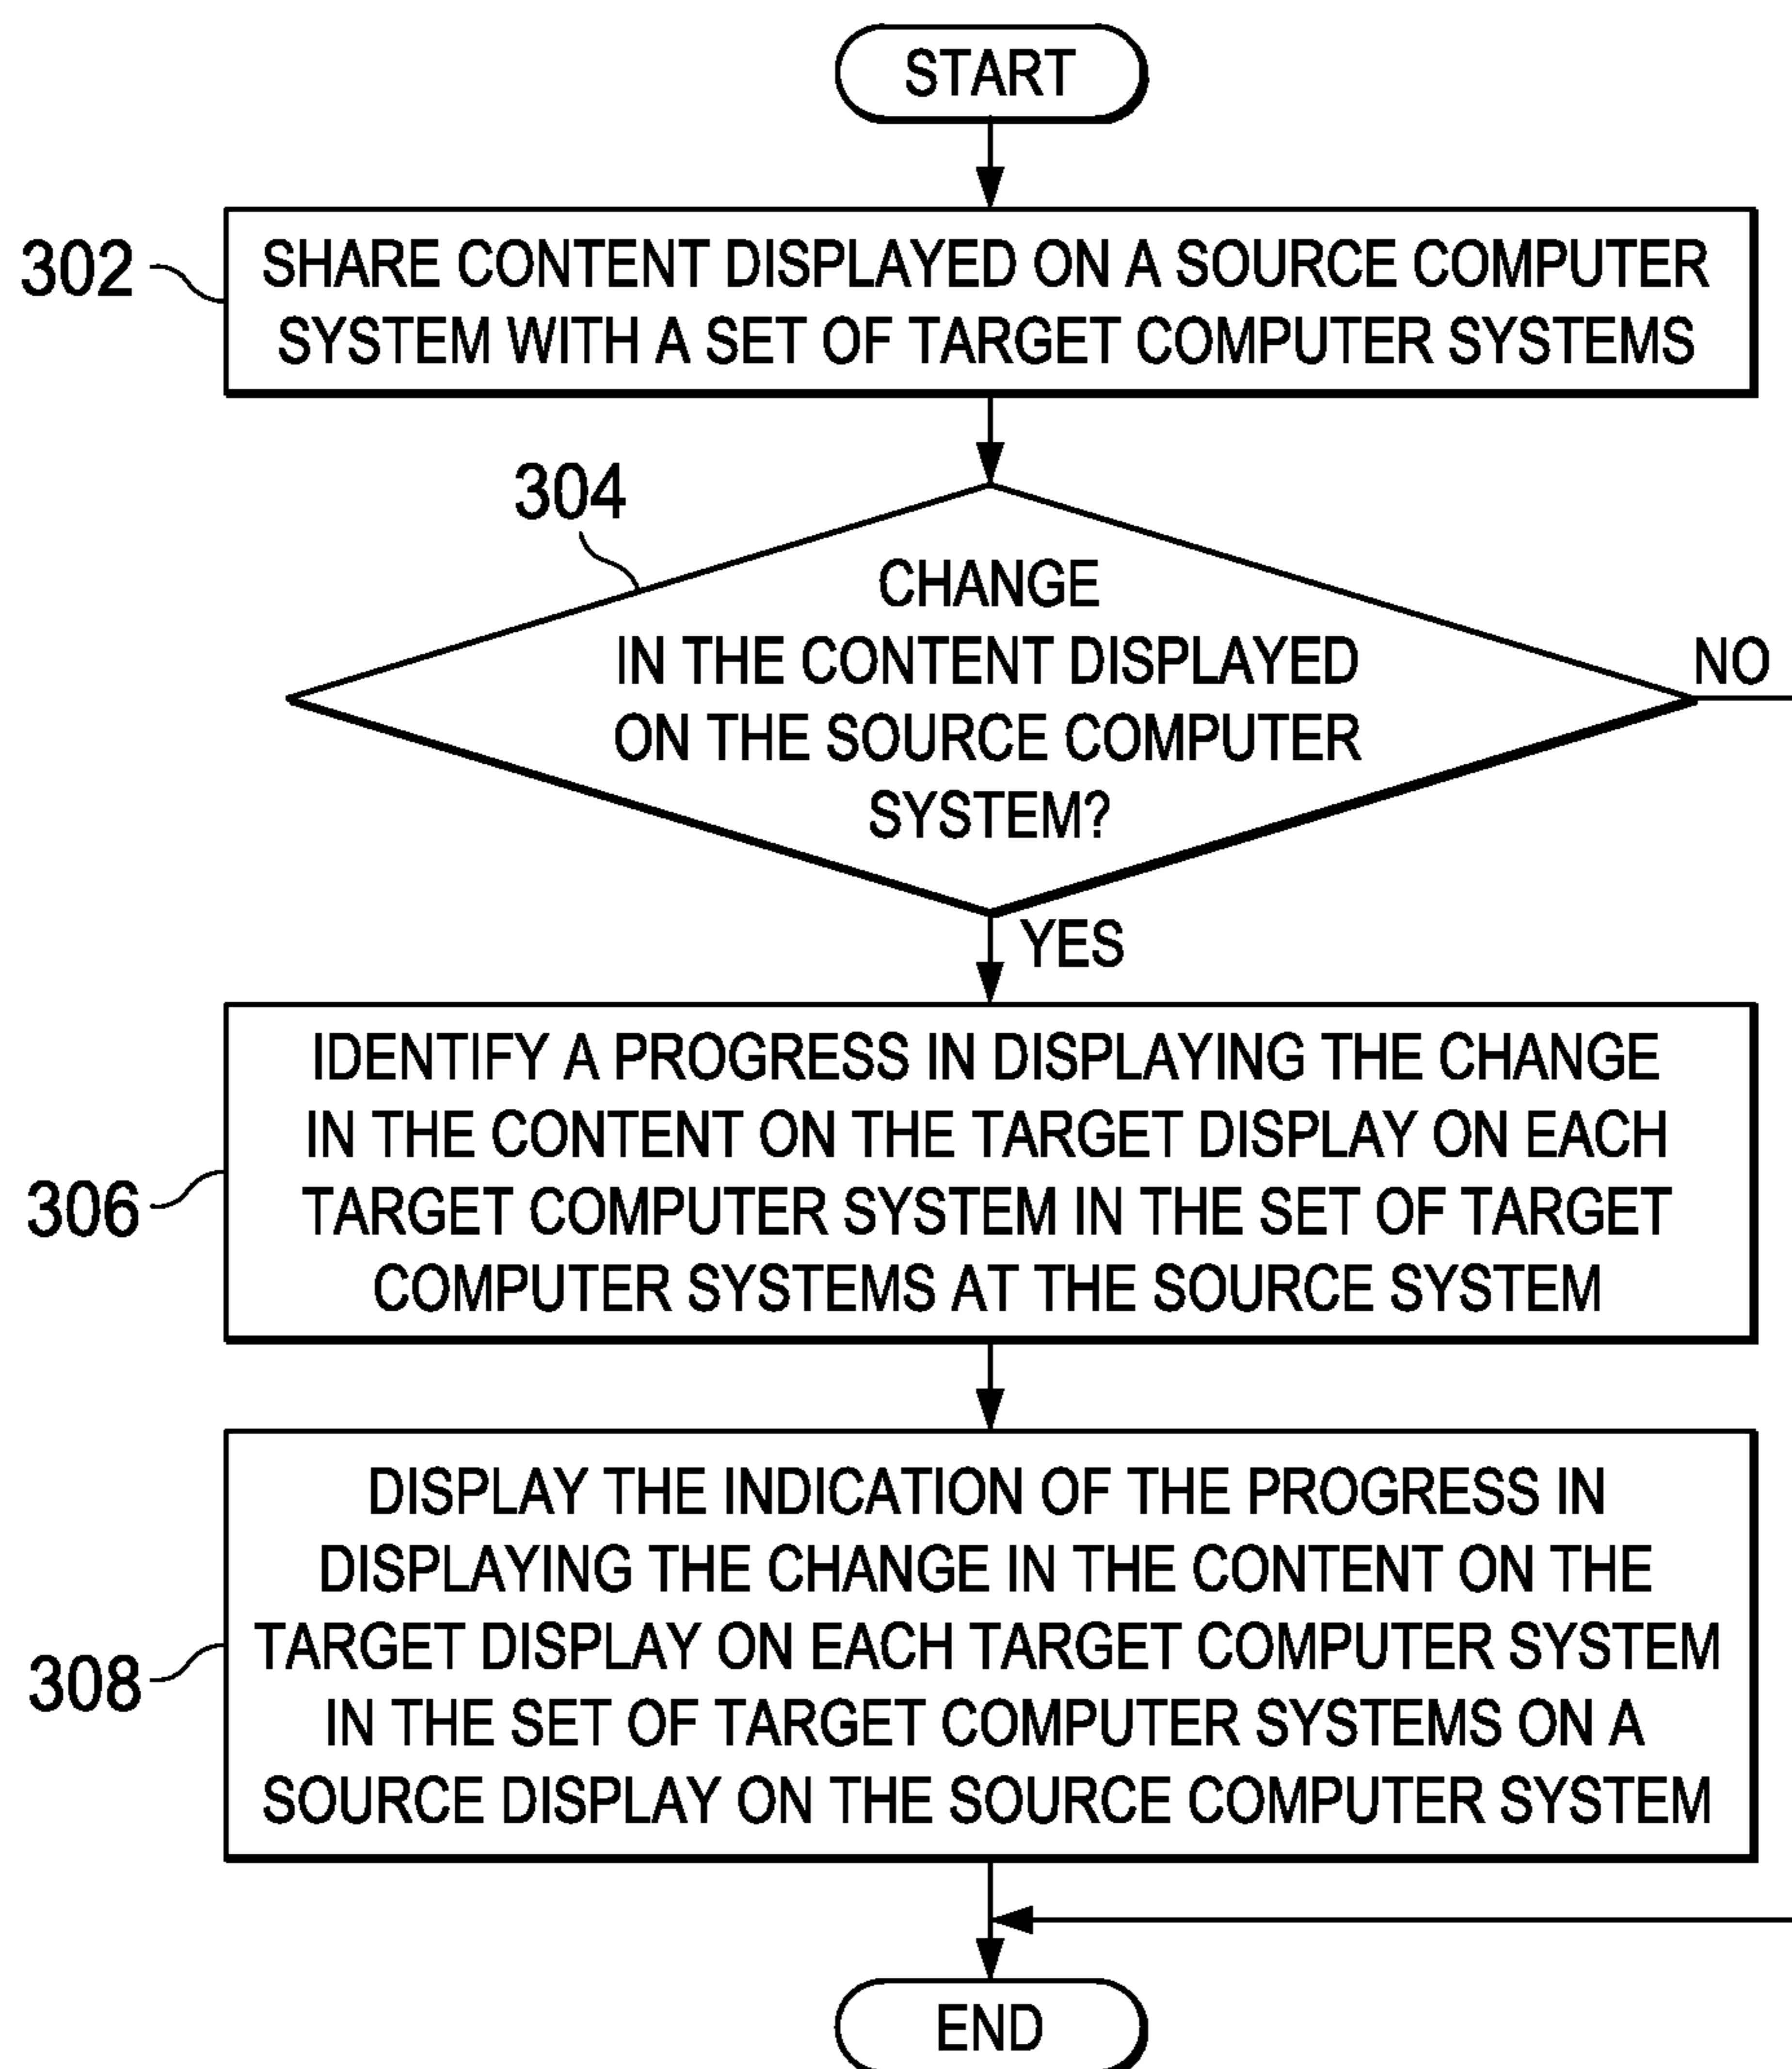 START
302
SHARE CONTENT DISPLAYED ON A SOURCE COMPUTER
SYSTEM WITH A SET OF TARGET COMPUTER SYSTEMS
304
CHANGE
IN THE CONTENT DISPLAYED
ON THE SOURCE COMPUTER
SYSTEM?
NO
YES
306
IDENTIFY A PROGRESS IN DISPLAYING THE CHANGE
IN THE CONTENT ON THE TARGET DISPLAY ON EACH
TARGET COMPUTER SYSTEM IN THE SET OF TARGET
COMPUTER SYSTEMS AT THE SOURCE SYSTEM
308
DISPLAY THE INDICATION OF THE PROGRESS IN
DISPLAYING THE CHANGE IN THE CONTENT ON THE
TARGET DISPLAY ON EACH TARGET COMPUTER SYSTEM
IN THE SET OF TARGET COMPUTER SYSTEMS ON A
SOURCE DISPLAY ON THE SOURCE COMPUTER SYSTEM
END